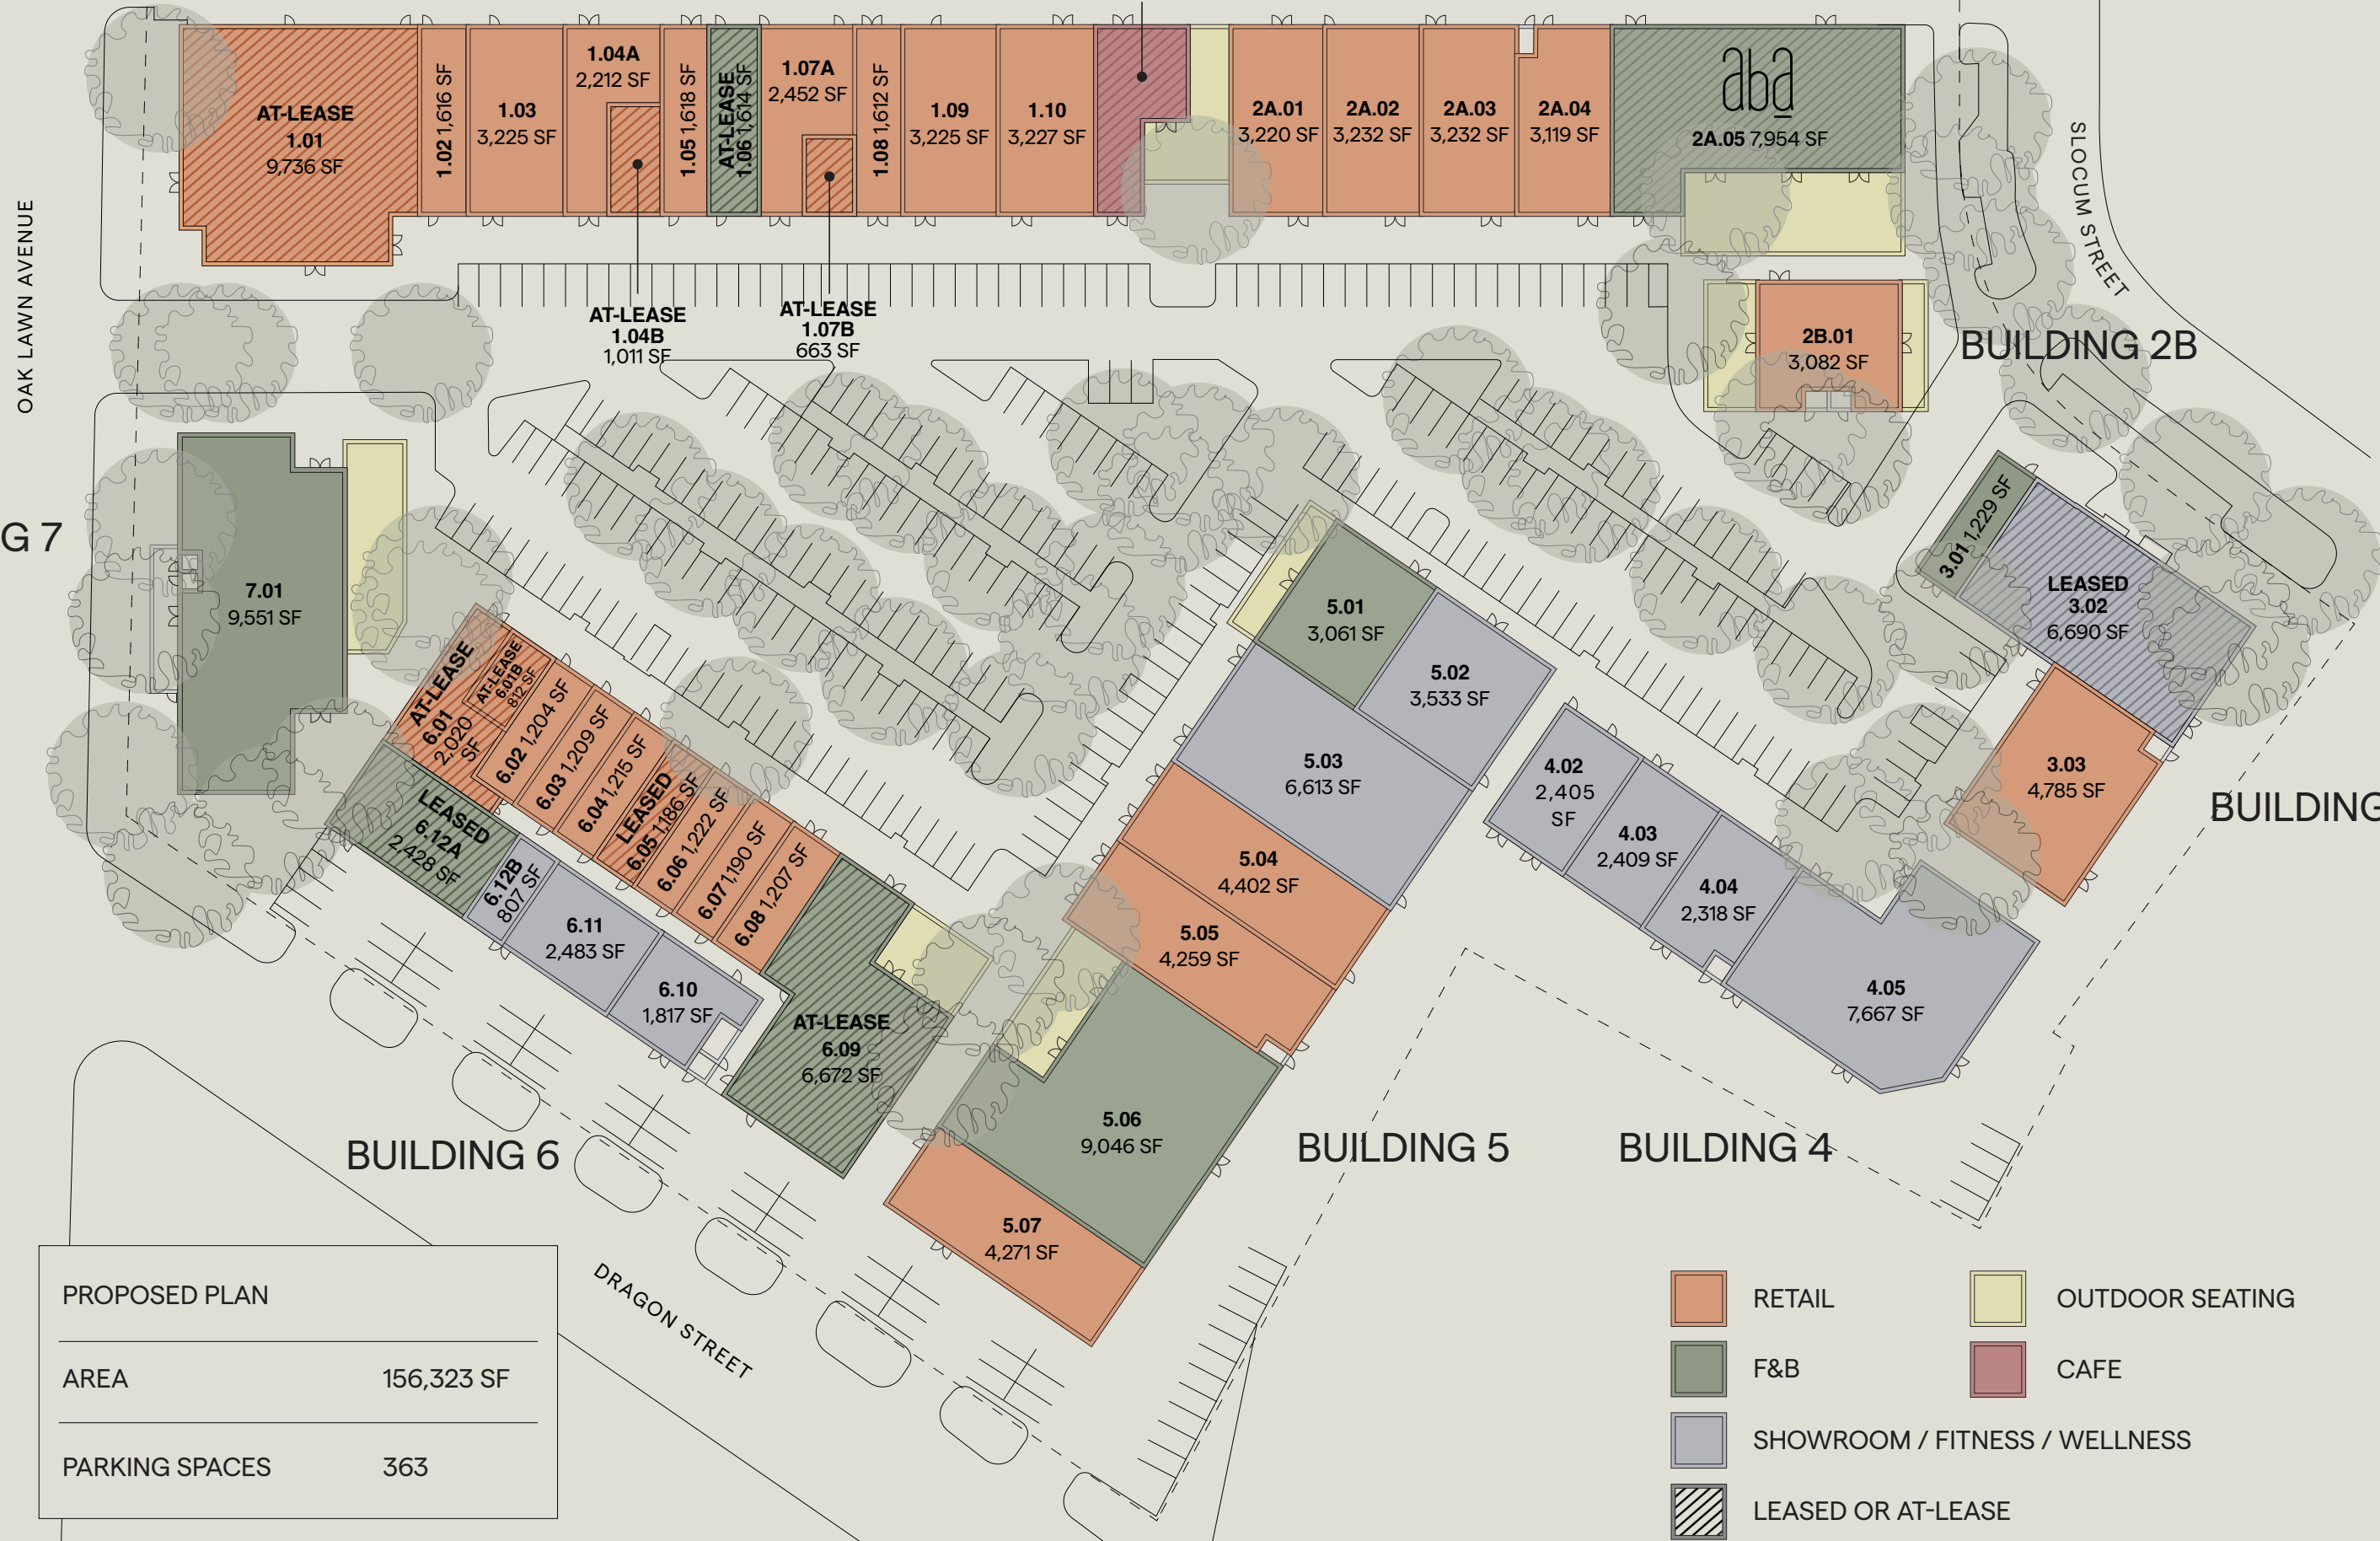 AT-LEASE
1.01
9,736 SF
1.02 1,616 SF
1.03
3,225 SF
1.04A
2,212 SF
1.05 1,618 SF
AT-LEASE
1.06 1,614 SF
1.07A
2,452 SF
1.08 1,612 SF
1.09
3,225 SF
1.10
3,227 SF
2A.01
3,220 SF
2A.02
3,232 SF
2A.03
3,232 SF
2A.04
3,119 SF
aba
2A.05 7,954 SF
SLOCUM STREET
OAK LAWN AVENUE
AT-LEASE
1.04B
1,011 SF
AT-LEASE
1.07B
663 SF
2B.01
3,082 SF
BUILDING 2B
G 7
7.01
9,551 SF
3.01 1,229 SF
LEASED
3.02
6,690 SF
3.03
4,785 SF
BUILDING
5.01
3,061 SF
5.02
3,533 SF
5.03
6,613 SF
5.04
4,402 SF
5.05
4,259 SF
5.06
9,046 SF
5.07
4,271 SF
4.02
2,405
SF
4.03
2,409 SF
4.04
2,318 SF
4.05
7,667 SF
AT-LEASE
6.01
2,020
SF
AT-LEASE
6.01B
812 SF
6.02 1,204 SF
6.03 1,209 SF
6.04 1,215 SF
LEASED
6.05 1,186 SF
6.06 1,222 SF
6.07 1,190 SF
6.08 1,207 SF
LEASED
6.12A
2,428 SF
6.12B
807 SF
6.11
2,483 SF
6.10
1,817 SF
AT-LEASE
6.09
6,672 SF
BUILDING 6
BUILDING 5
BUILDING 4
DRAGON STREET
PROPOSED PLAN
AREA 156,323 SF
PARKING SPACES 363
RETAIL
OUTDOOR SEATING
F&B
CAFE
SHOWROOM / FITNESS / WELLNESS
LEASED OR AT-LEASE